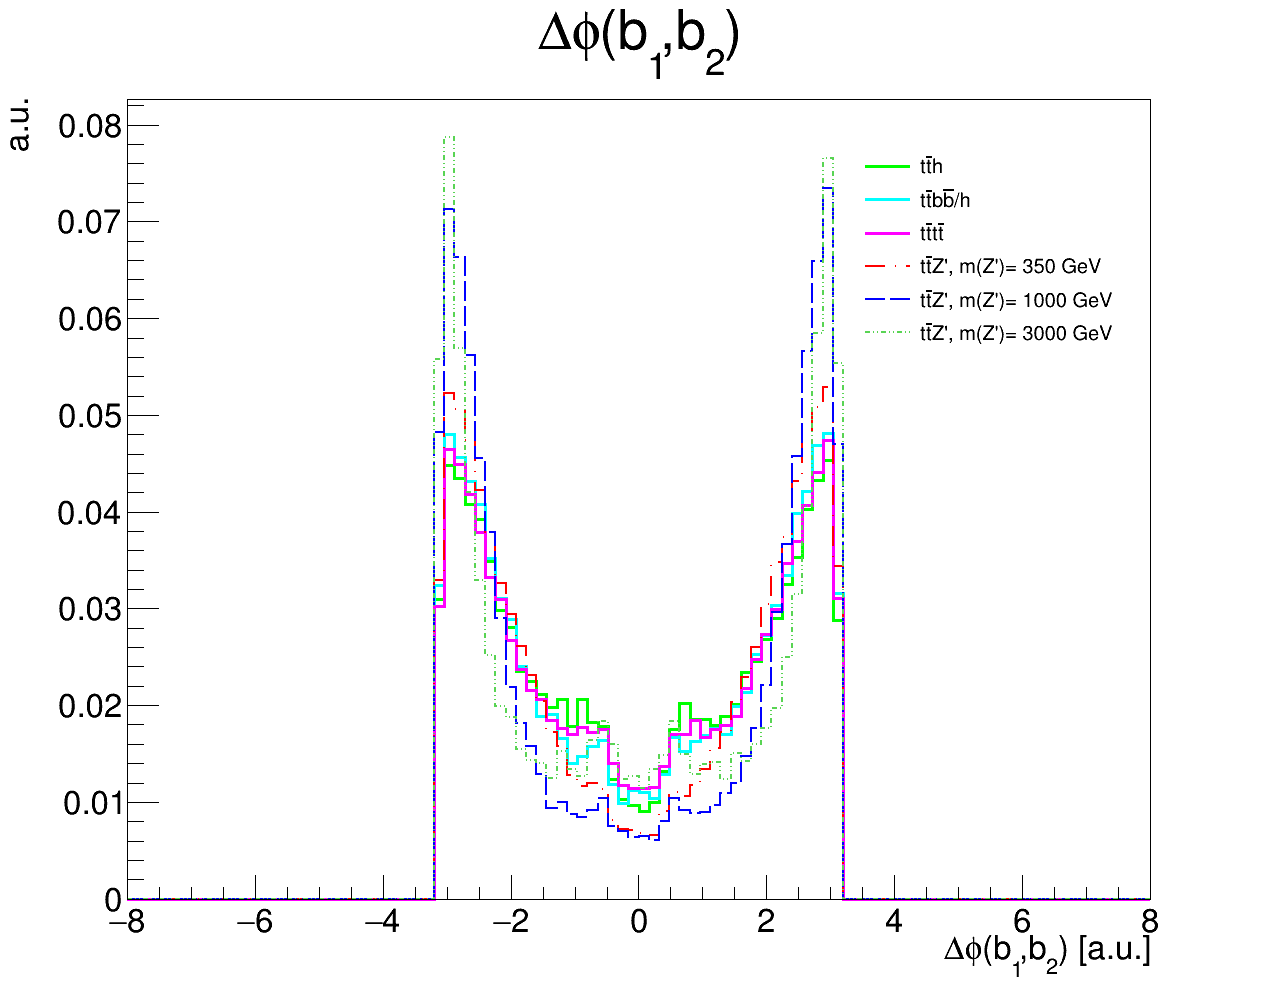 Δϕ(b₁,b₂)
a.u.
0.08
0.07
0.06
0.05
0.04
0.03
0.02
0.01
0
tt̄h
tt̄bb̄/h
tt̄tt̄
tt̄Z', m(Z')= 350 GeV
tt̄Z', m(Z')= 1000 GeV
tt̄Z', m(Z')= 3000 GeV
−8 −6 −4 −2 0 2 4 6 8
Δϕ(b₁,b₂) [a.u.]